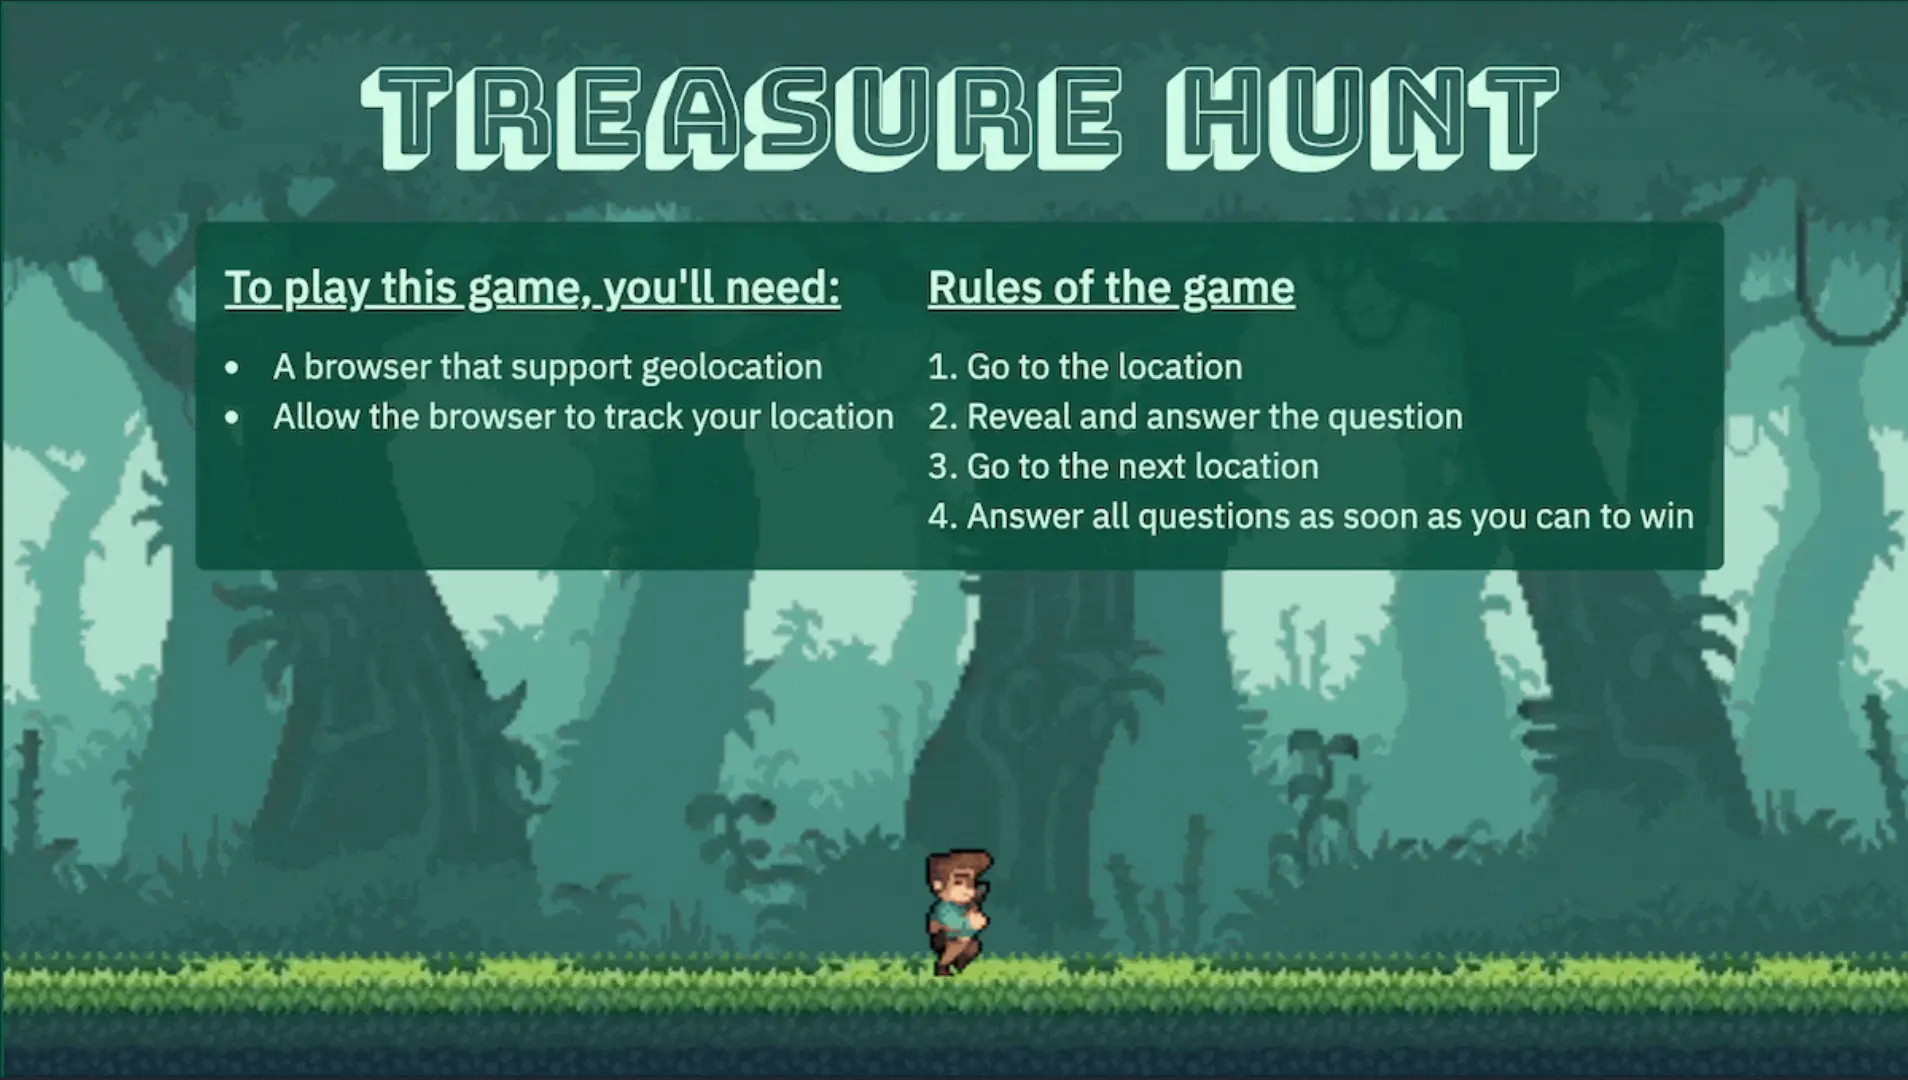 TREASURE HUNT
To play this game, you'll need:
• A browser that support geolocation
• Allow the browser to track your location
Rules of the game
1. Go to the location
2. Reveal and answer the question
3. Go to the next location
4. Answer all questions as soon as you can to win